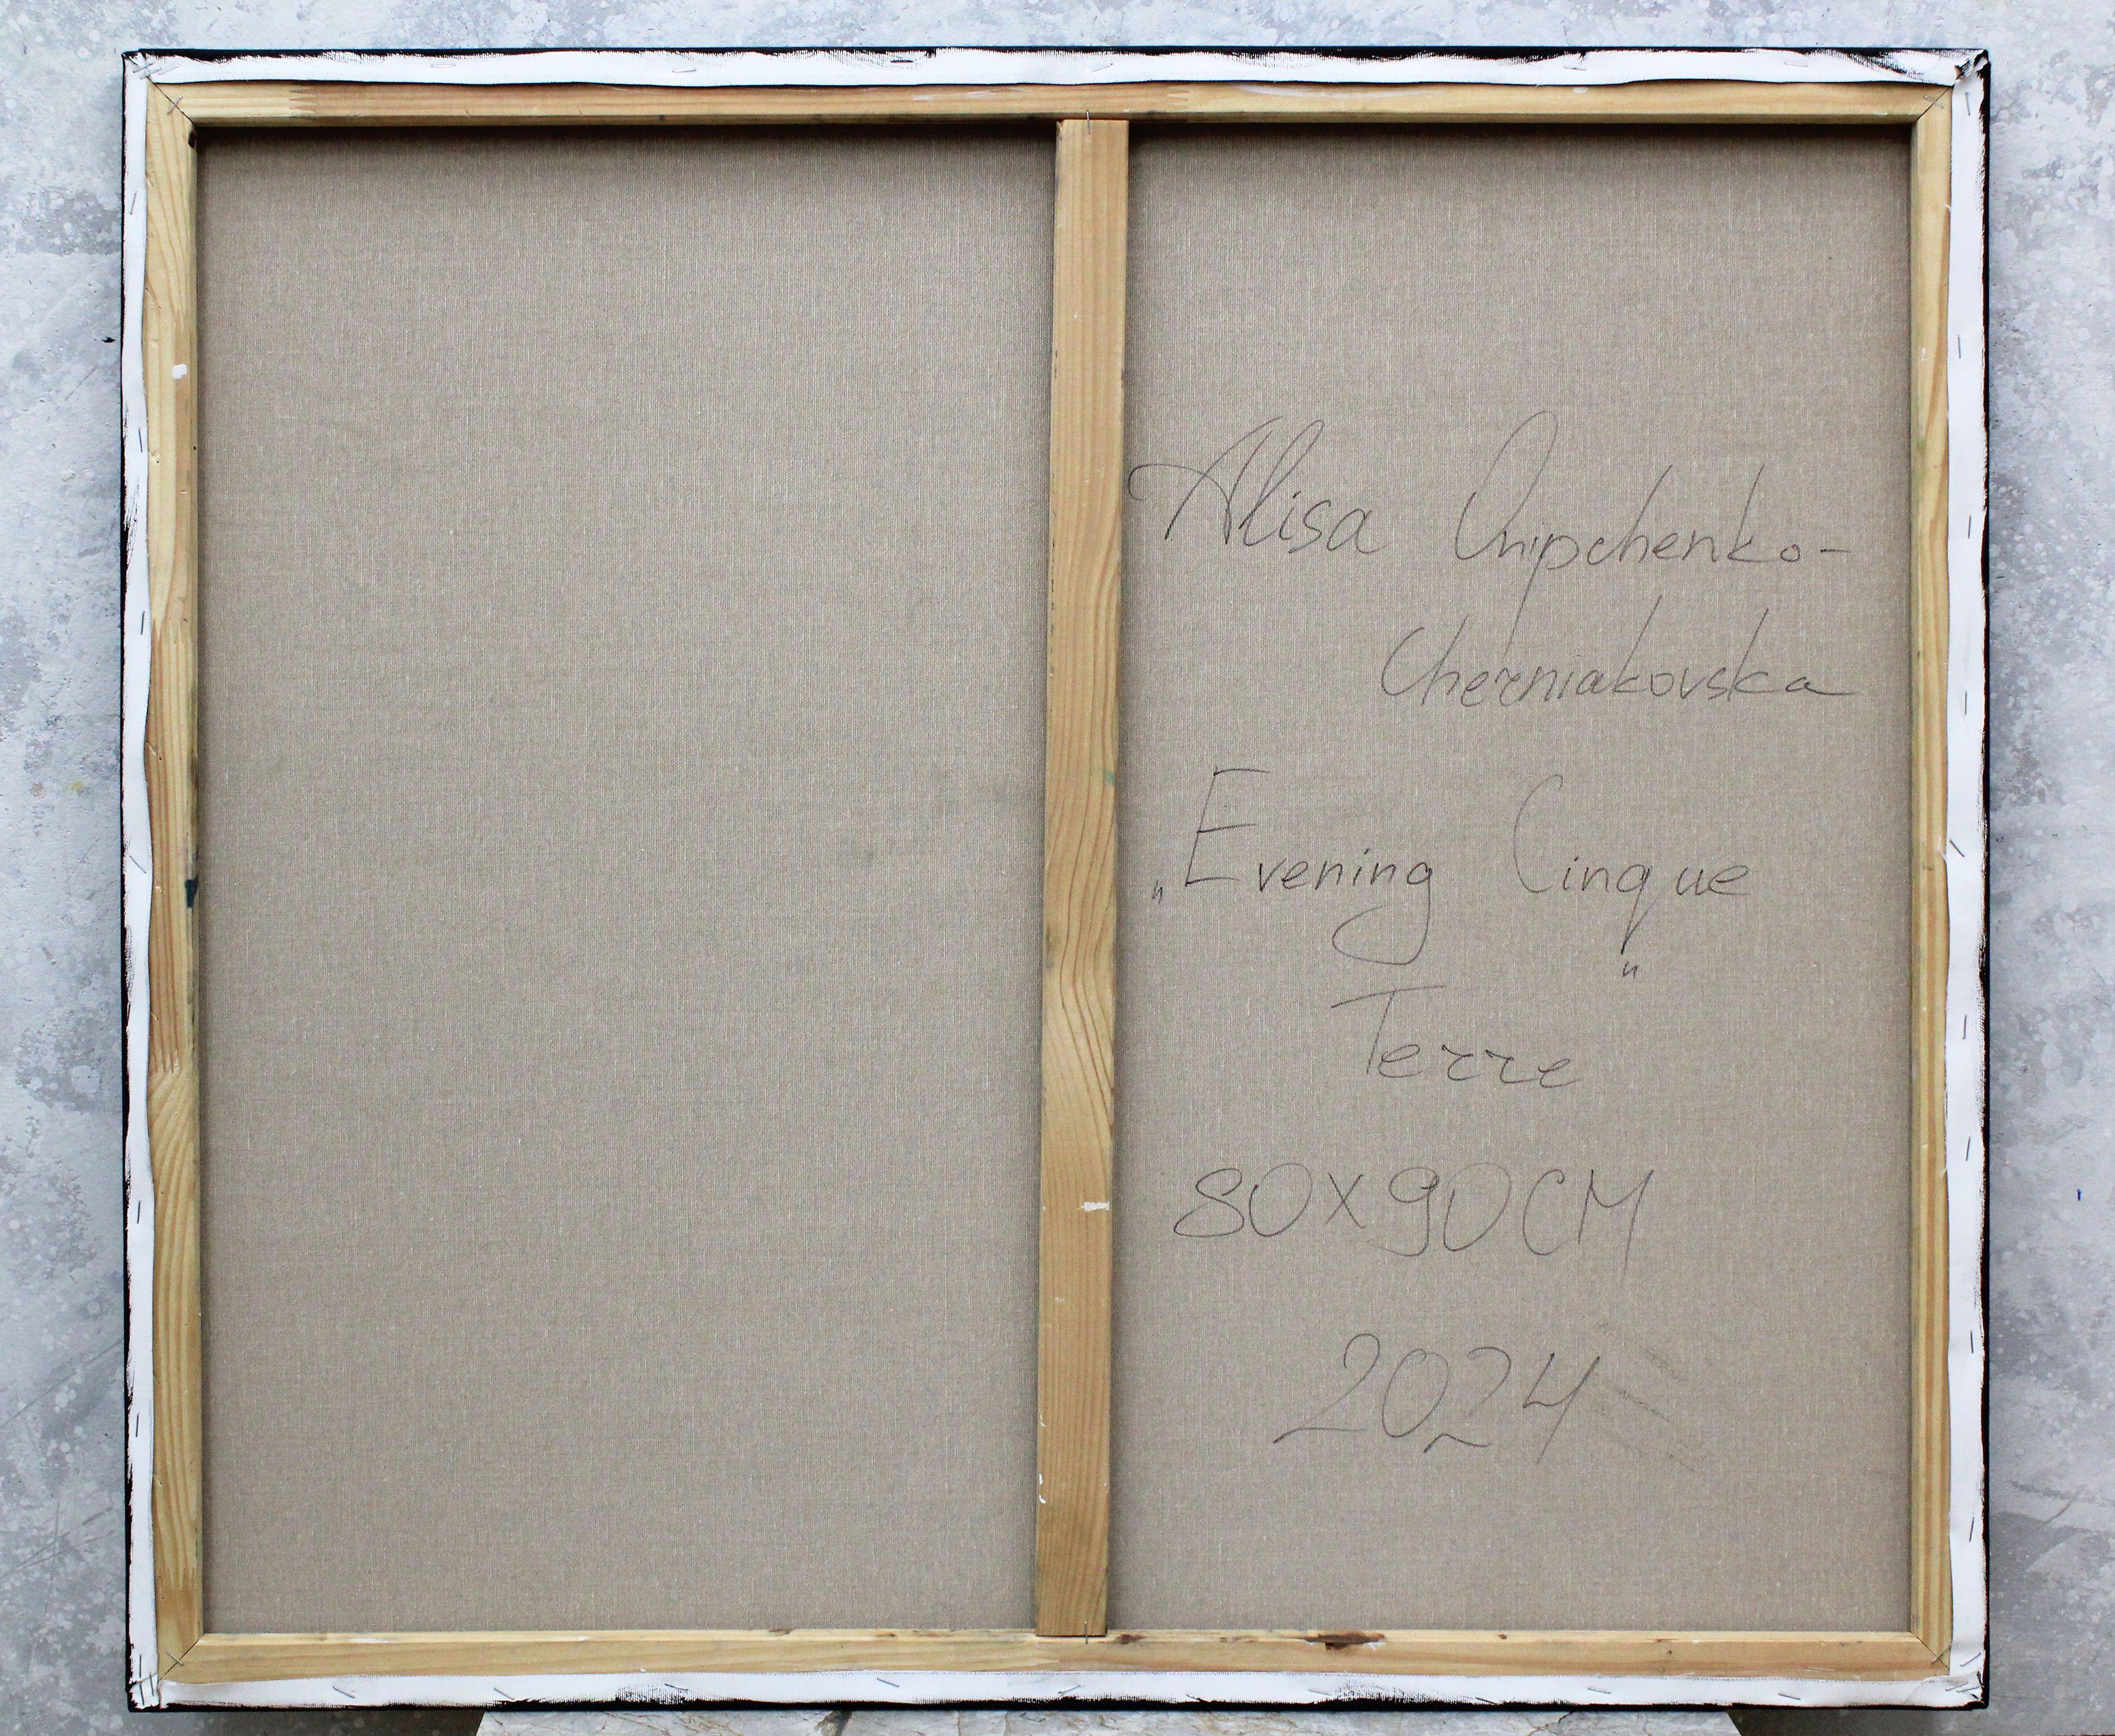 Alisa Onipchenko-
Cherniakovska
„Evening Cinque
Terre"
80X90CM
2024